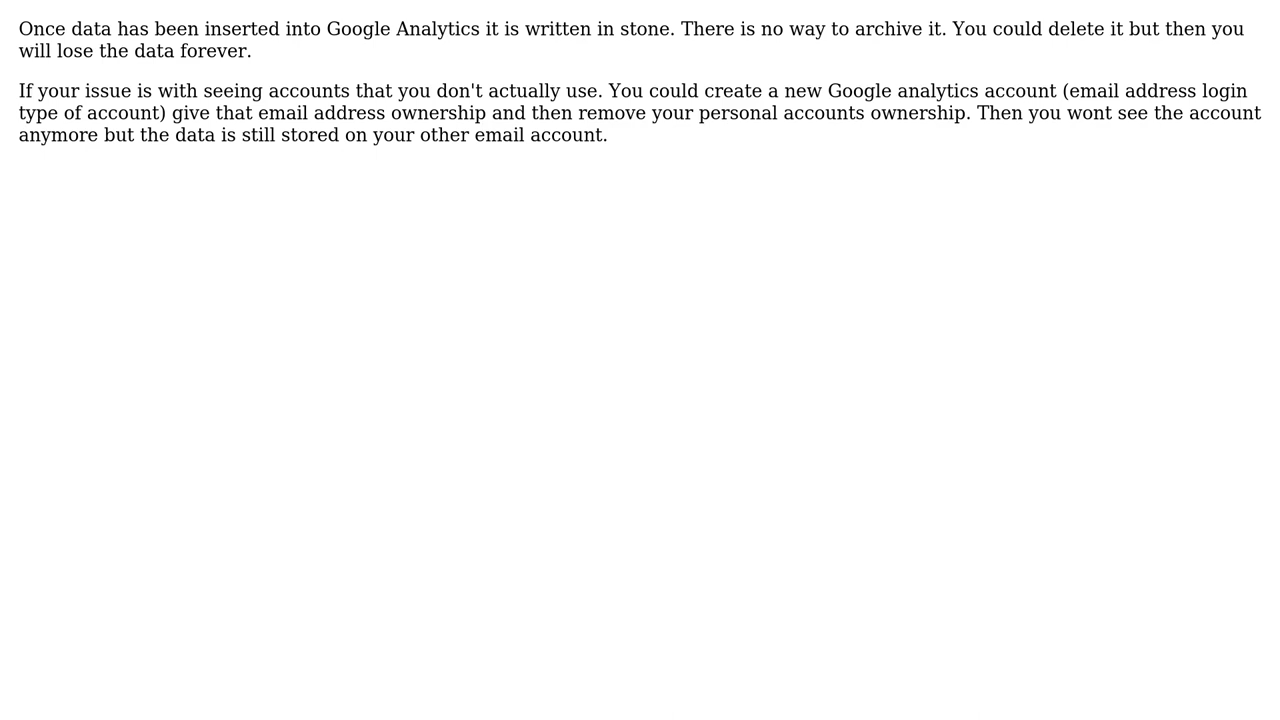 Once data has been inserted into Google Analytics it is written in stone. There is no way to archive it. You could delete it but then you
will lose the data forever.
If your issue is with seeing accounts that you don't actually use. You could create a new Google analytics account (email address login
type of account) give that email address ownership and then remove your personal accounts ownership. Then you wont see the account
anymore but the data is still stored on your other email account.